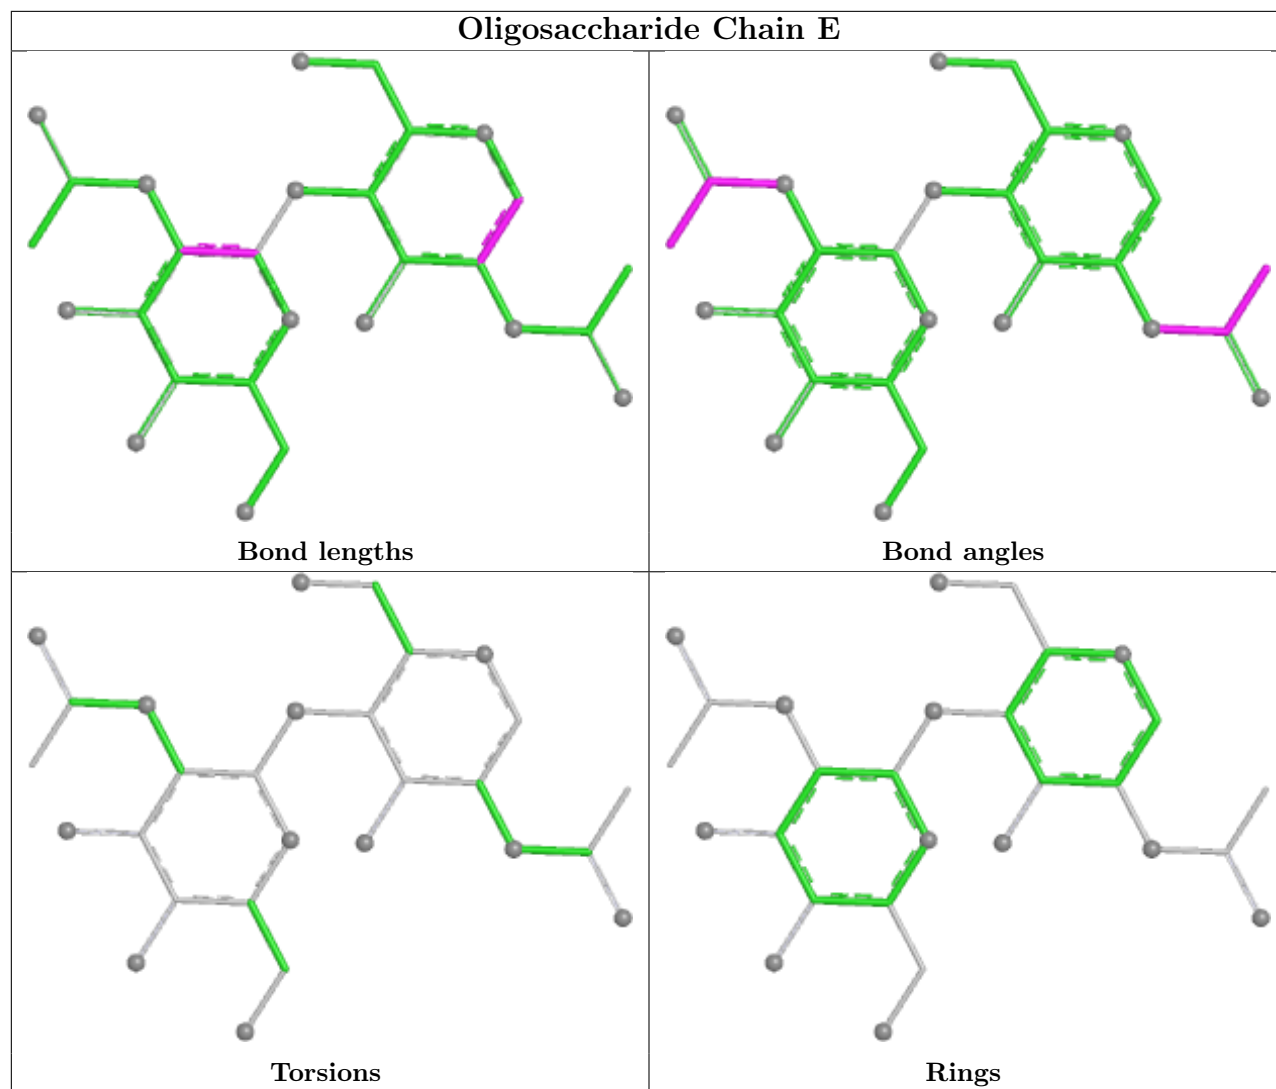 Oligosaccharide Chain E
Bond lengths
Bond angles
Torsions
Rings